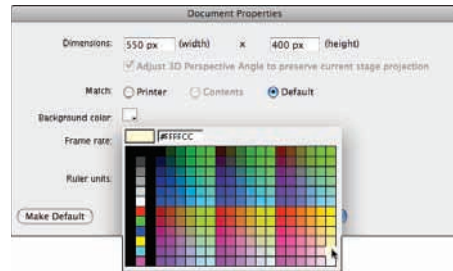 Document Properties
Dimensions: 550 px (width) x 400 px (height)
Adjust 3D Perspective Angle to preserve current stage projection
Match: Printer Contents Default
Background color:
#FFFFCC
Frame rate:
Ruler units:
Make Default